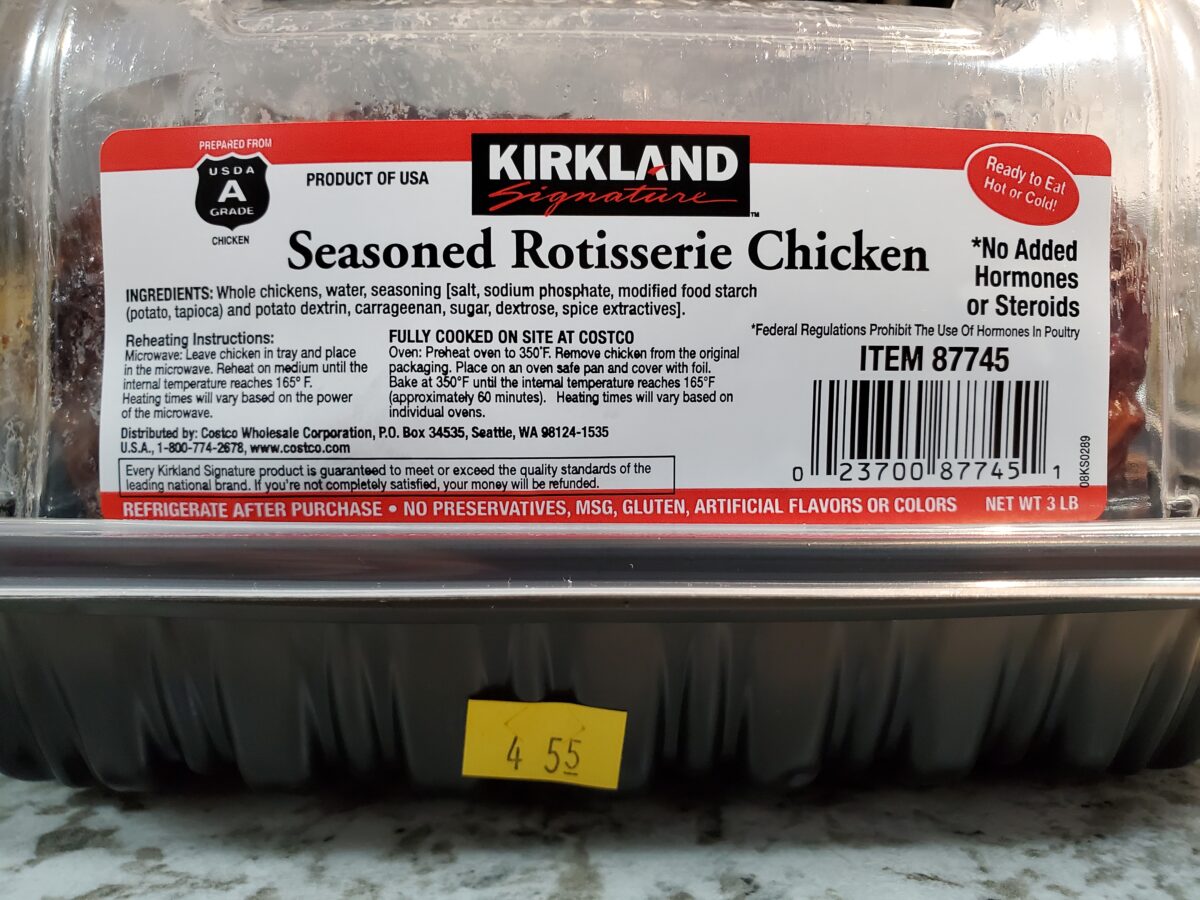 PREPARED FROM
USDA
A
GRADE
CHICKEN
PRODUCT OF USA
KIRKLAND
Signature™
Ready to Eat
Hot or Cold!
Seasoned Rotisserie Chicken
*No Added
Hormones
or Steroids
*Federal Regulations Prohibit The Use Of Hormones In Poultry
INGREDIENTS: Whole chickens, water, seasoning [salt, sodium phosphate, modified food starch
(potato, tapioca) and potato dextrin, carrageenan, sugar, dextrose, spice extractives].
Reheating Instructions:
Microwave: Leave chicken in tray and place
in the microwave. Reheat on medium until the
internal temperature reaches 165° F.
Heating times will vary based on the power
of the microwave.
FULLY COOKED ON SITE AT COSTCO
Oven: Preheat oven to 350°F. Remove chicken from the original
packaging. Place on an oven safe pan and cover with foil.
Bake at 350°F until the internal temperature reaches 165°F
(approximately 60 minutes). Heating times will vary based on
individual ovens.
ITEM 87745
0 23700 87745 1
08KS0289
Distributed by: Costco Wholesale Corporation, P.O. Box 34535, Seattle, WA 98124-1535
U.S.A., 1-800-774-2678, www.costco.com
Every Kirkland Signature product is guaranteed to meet or exceed the quality standards of the
leading national brand. If you're not completely satisfied, your money will be refunded.
REFRIGERATE AFTER PURCHASE • NO PRESERVATIVES, MSG, GLUTEN, ARTIFICIAL FLAVORS OR COLORS NET WT 3 LB
4 55